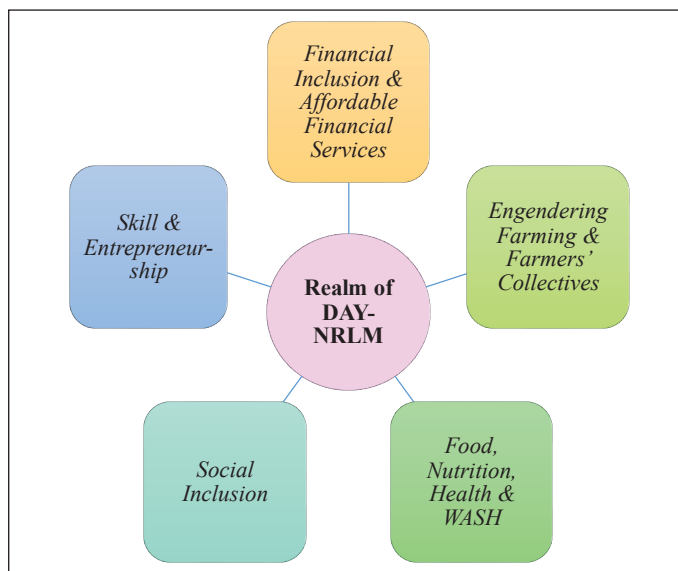 Financial
Inclusion &
Affordable
Financial
Services
Skill &
Entrepreneur-
ship
Engendering
Farming &
Farmers’
Collectives
Realm of
DAY-
NRLM
Social
Inclusion
Food,
Nutrition,
Health &
WASH